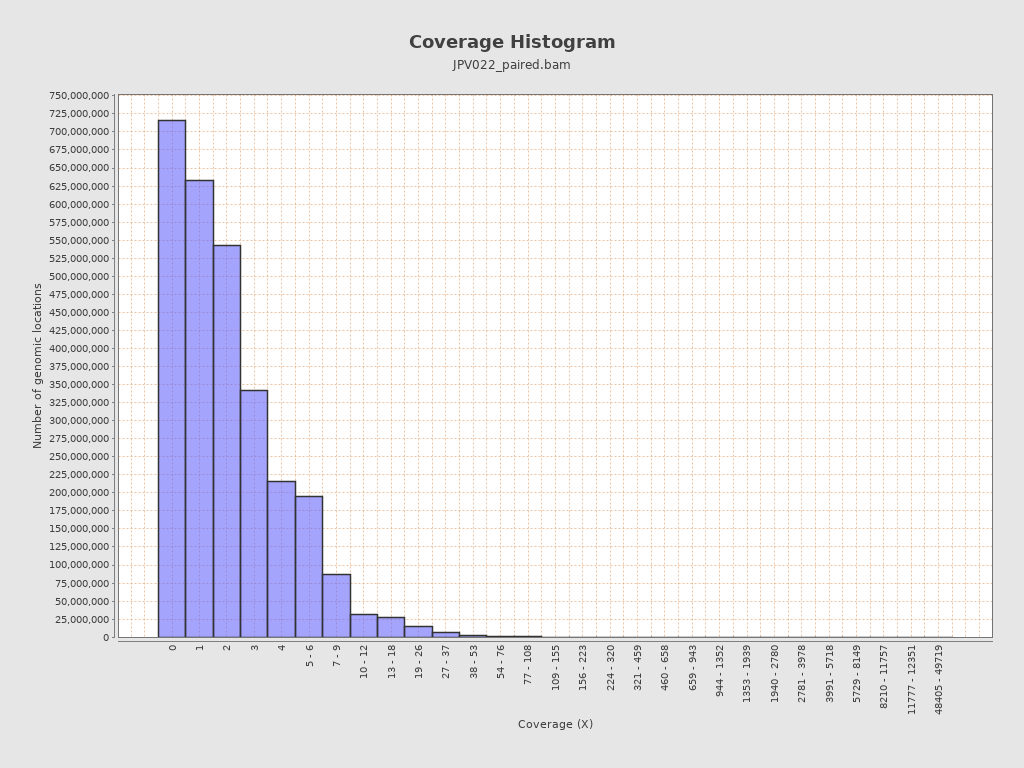 Coverage Histogram
JPV022_paired.bam
750,000,000
725,000,000
700,000,000
675,000,000
650,000,000
625,000,000
600,000,000
575,000,000
550,000,000
525,000,000
500,000,000
475,000,000
450,000,000
425,000,000
400,000,000
375,000,000
350,000,000
325,000,000
300,000,000
275,000,000
250,000,000
225,000,000
200,000,000
175,000,000
150,000,000
125,000,000
100,000,000
75,000,000
50,000,000
25,000,000
0
Number of genomic locations
0
1
2
3
4
5 - 6
7 - 9
10 - 12
13 - 18
19 - 26
27 - 37
38 - 53
54 - 76
77 - 108
109 - 155
156 - 223
224 - 320
321 - 459
460 - 658
659 - 943
944 - 1352
1353 - 1939
1940 - 2780
2781 - 3978
3991 - 5718
5729 - 8149
8210 - 11757
11777 - 12351
48405 - 49719
Coverage (X)